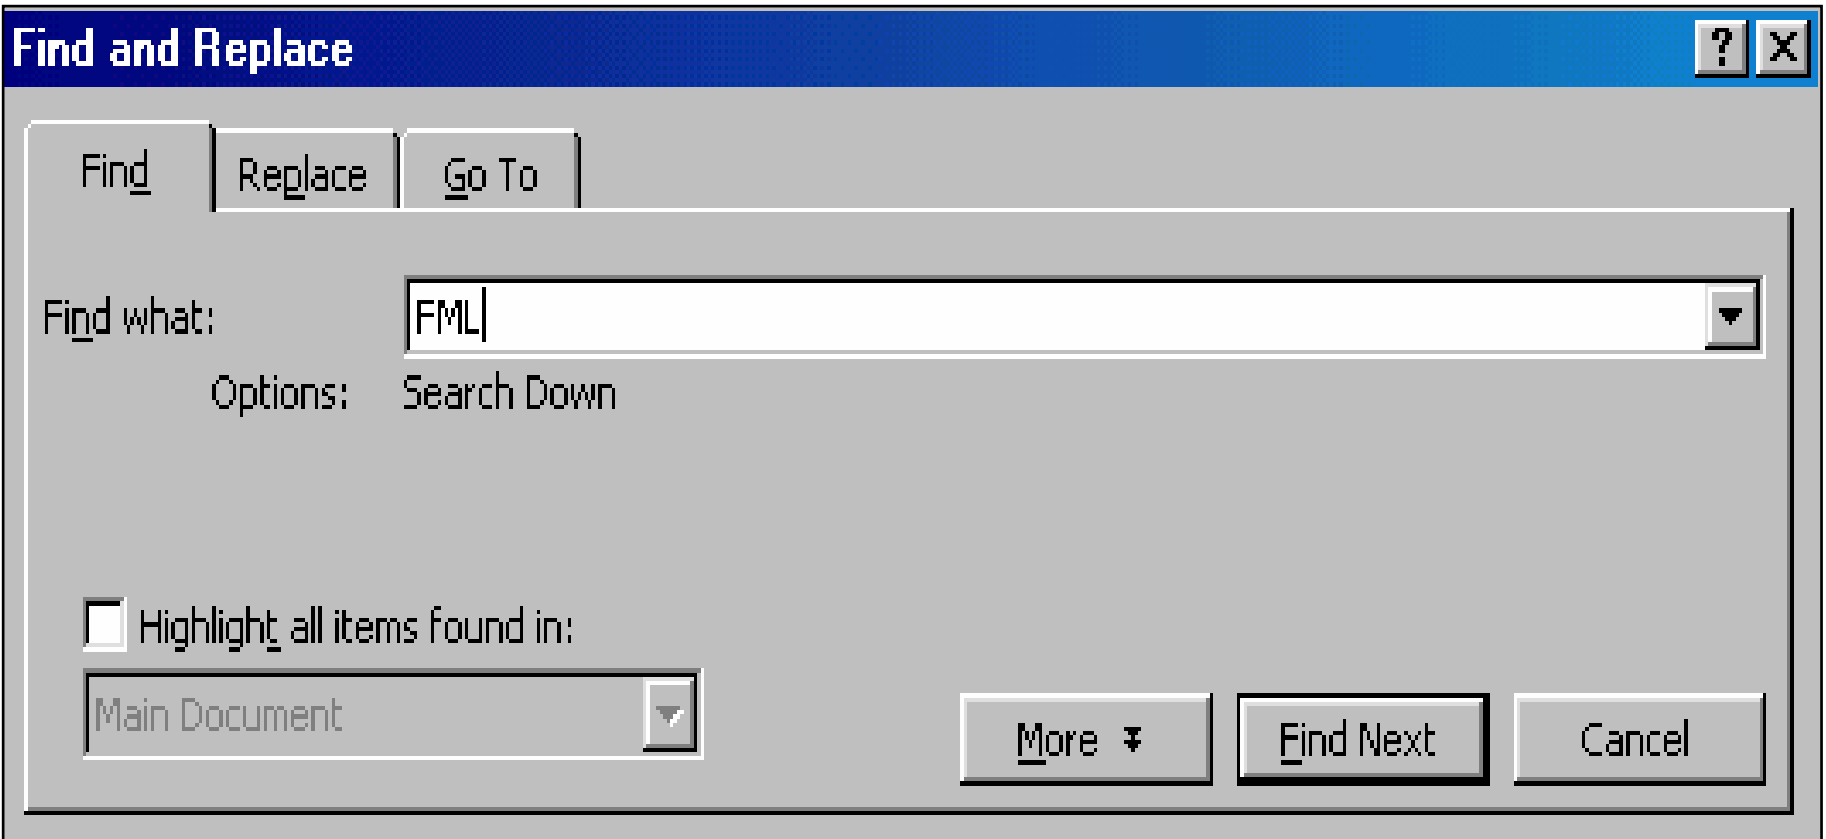 Find and Replace
Find Replace Go To
Find what: FML
Options: Search Down
Highlight all items found in:
Main Document
More Find Next Cancel